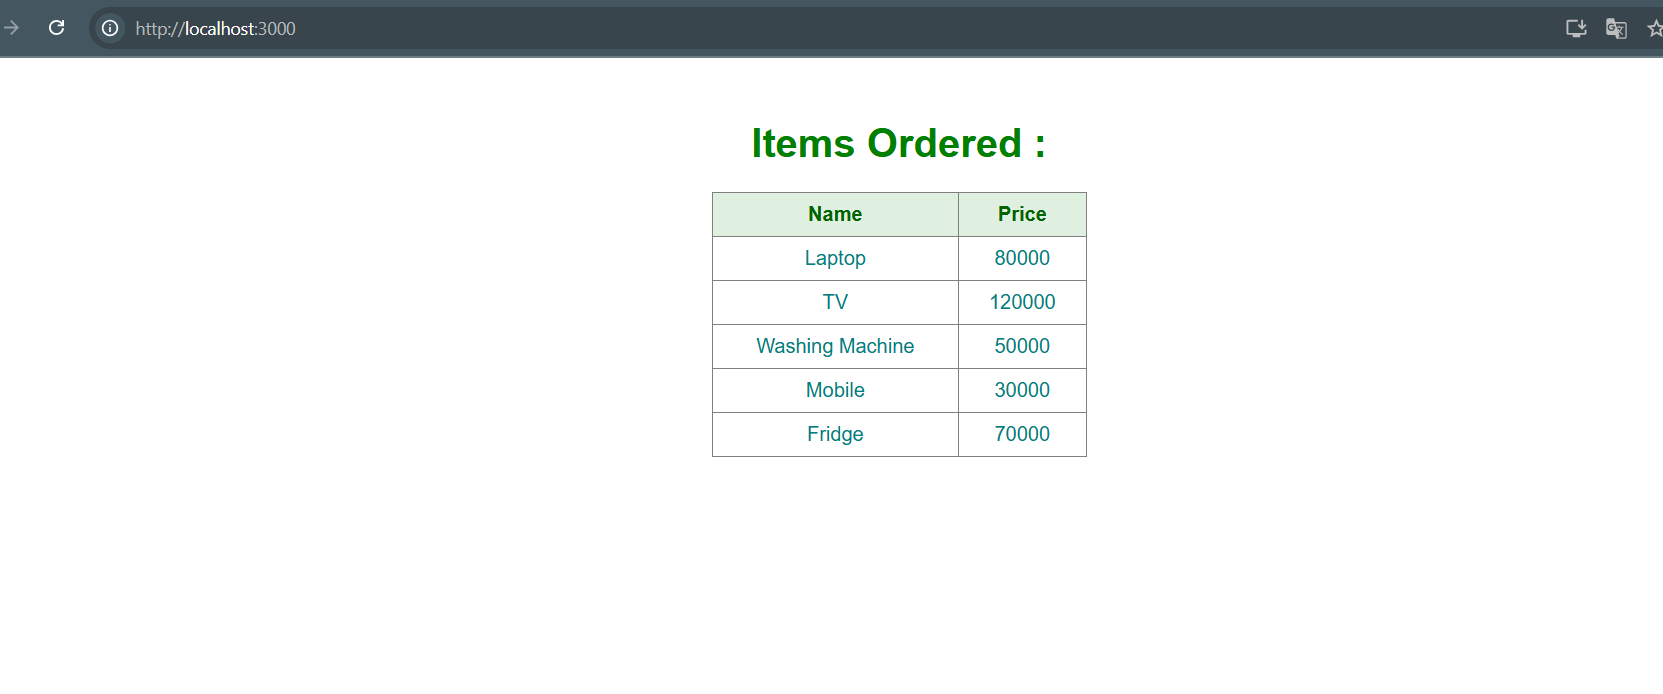 http://localhost:3000
Items Ordered :
Name Price
Laptop 80000
TV 120000
Washing Machine 50000
Mobile 30000
Fridge 70000